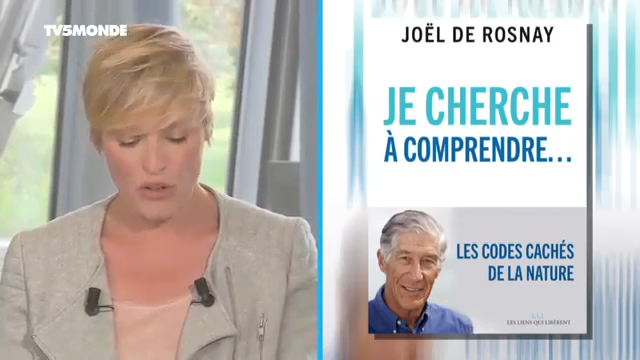 TV5MONDE
JOËL DE ROSNAY
JE CHERCHE
À COMPRENDRE...
LES CODES CACHÉS
DE LA NATURE
LES LIENS QUI LIBÈRENT